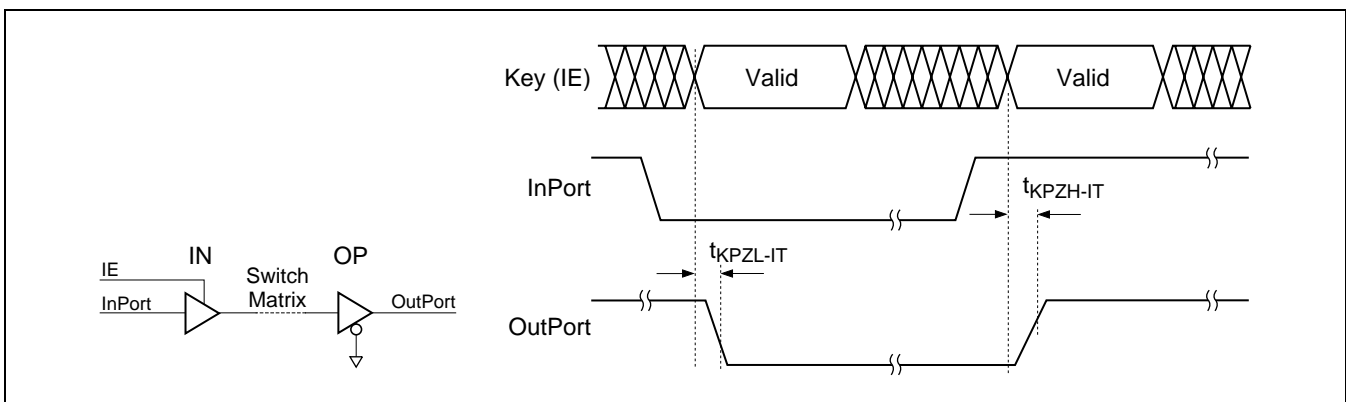 Key (IE)
Valid
Valid
InPort
tKPZH-IT
tKPZL-IT
OutPort
IN
OP
IE
Switch
Matrix
InPort
OutPort